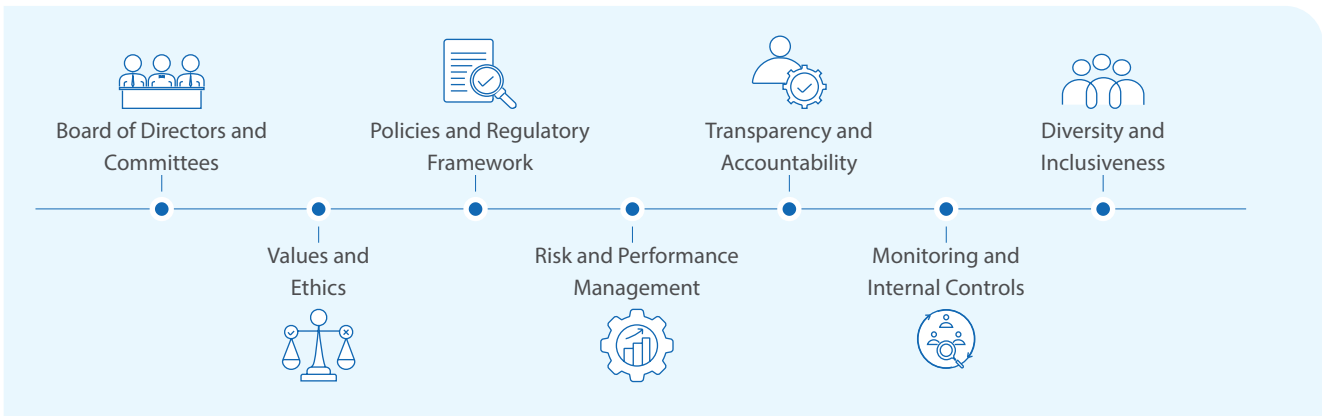 Board of Directors and
Committees
Policies and Regulatory
Framework
Transparency and
Accountability
Diversity and
Inclusiveness
Values and
Ethics
Risk and Performance
Management
Monitoring and
Internal Controls